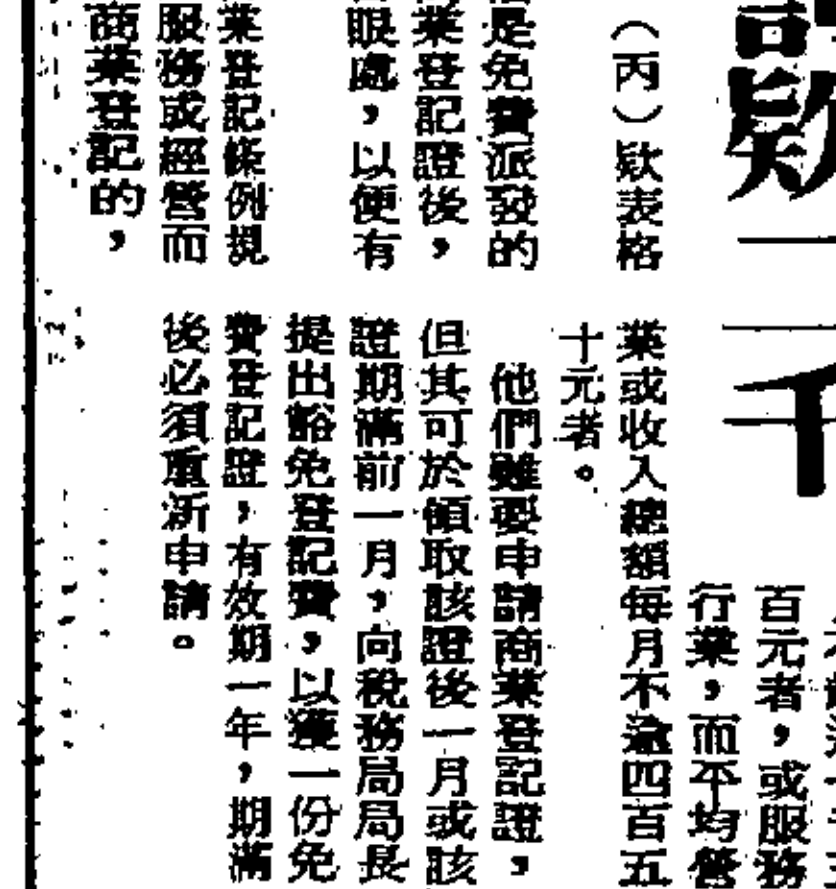 欵二千
（丙）欵表格
是免費派發的
業登記證後，
眼處，以便有
業登記條例規
服務或經營而
商業登記的，
百元者，或服務
行業，而平均營
業或收入總額每月不逾四百五
十元者。
他們雖要申請商業登記證，
但其可於領取該證後一月或該
證期滿前一月，向稅務局局長
提出豁免登記費，以獲一份免
費登記證，有效期一年，期滿
後必須重新申請。